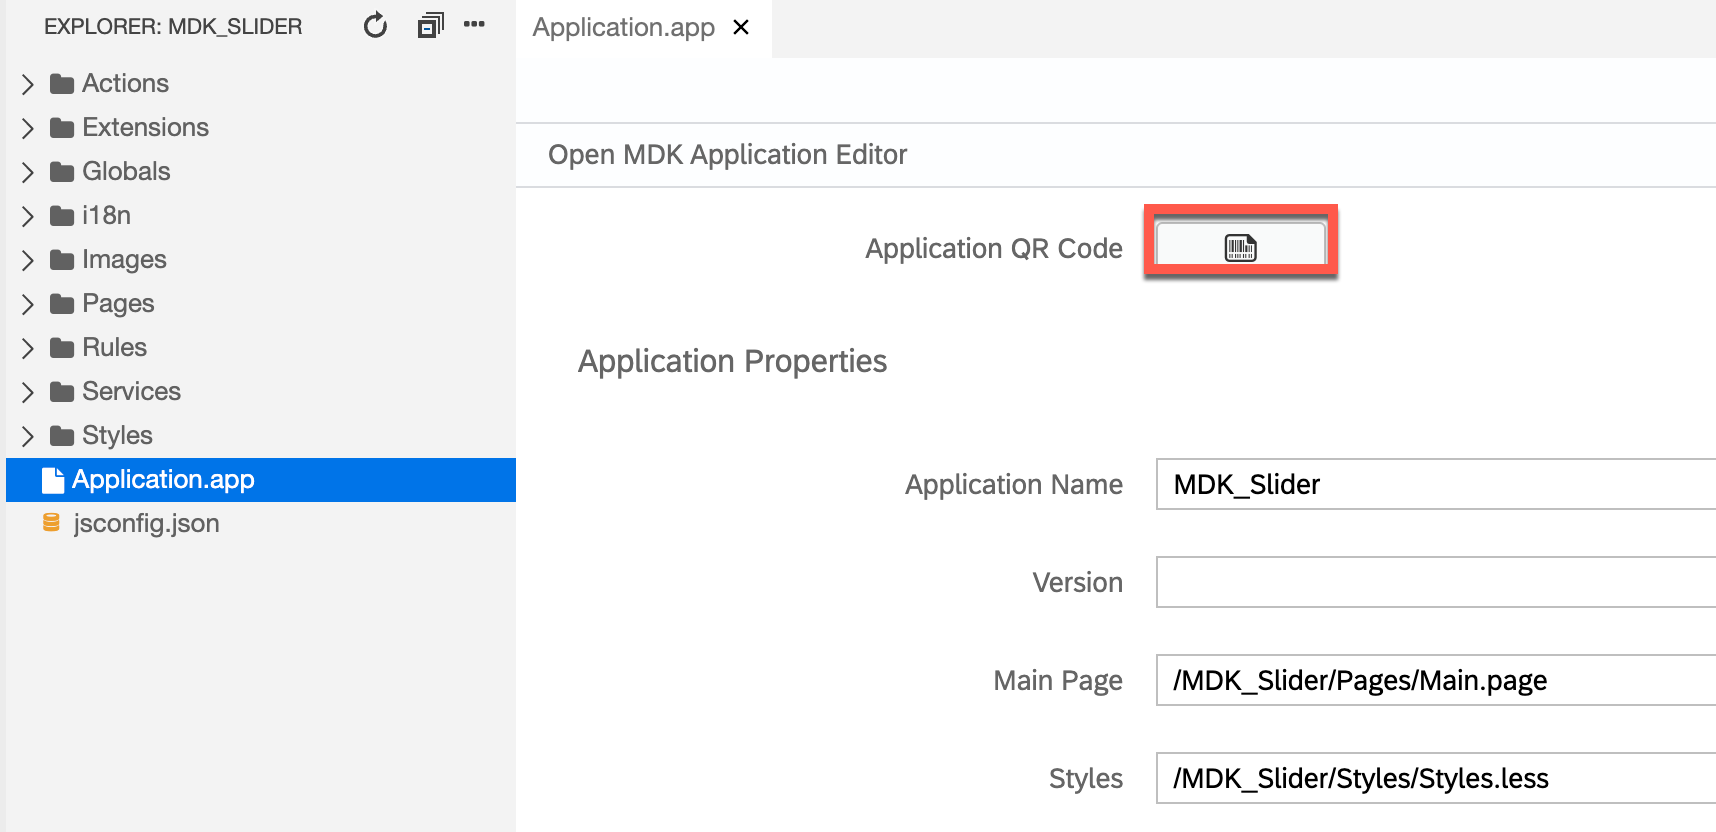 EXPLORER: MDK_SLIDER
Actions
Extensions
Globals
i18n
Images
Pages
Rules
Services
Styles
Application.app
jsconfig.json
Application.app
Open MDK Application Editor
Application QR Code
Application Properties
Application Name MDK_Slider
Version
Main Page /MDK_Slider/Pages/Main.page
Styles /MDK_Slider/Styles/Styles.less